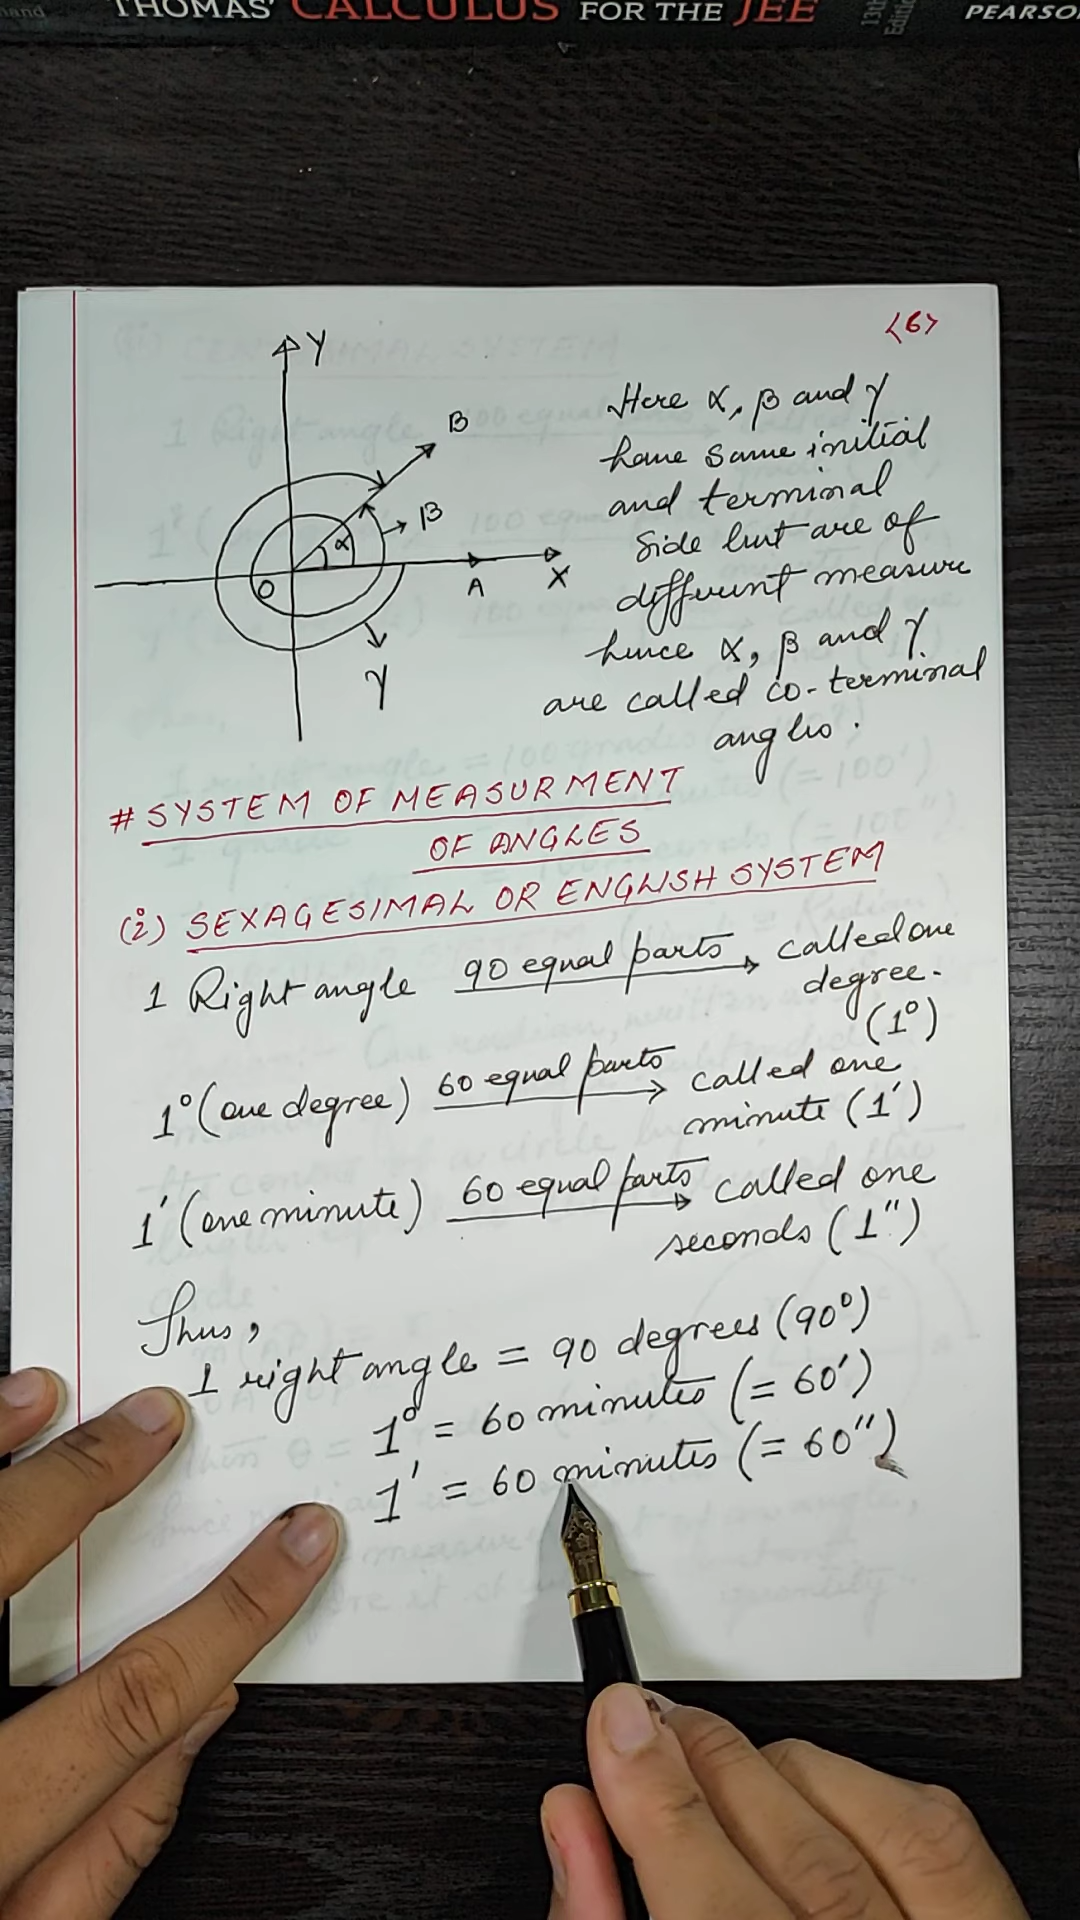 THOMAS' CALCULUS FOR THE JEE 13th Edition PEARSO
<6>
Y
B
β
α
O
A
X
γ
Here α, β and γ
have same initial
and terminal
side but are of
different measure
hence α, β and γ
are called co-terminal
angles.
# SYSTEM OF MEASURMENT
OF ANGLES
(i) SEXAGESIMAL OR ENGLISH SYSTEM
1 Right angle 90 equal parts → called one
degree.
(1°)
1° (one degree) 60 equal parts → called one
minute (1')
1' (one minute) 60 equal parts → called one
seconds (1")
Thus,
1 right angle = 90 degrees (90°)
1° = 60 minutes (= 60')
1' = 60 minutes (= 60")